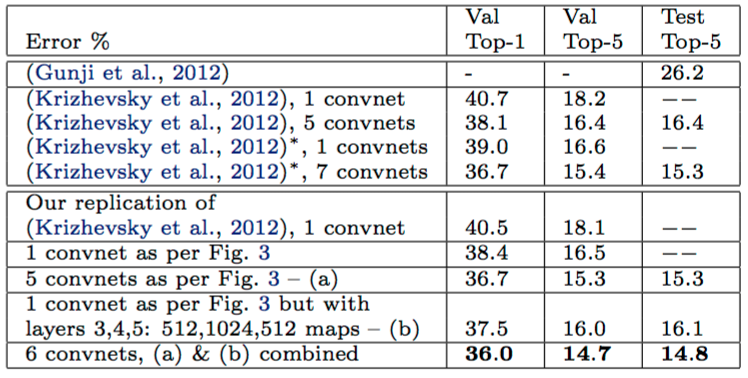 Error % Val Top-1 Val Top-5 Test Top-5
(Gunji et al., 2012) - - 26.2
(Krizhevsky et al., 2012), 1 convnet 40.7 18.2 −−
(Krizhevsky et al., 2012), 5 convnets 38.1 16.4 16.4
(Krizhevsky et al., 2012)*, 1 convnets 39.0 16.6 −−
(Krizhevsky et al., 2012)*, 7 convnets 36.7 15.4 15.3
Our replication of
(Krizhevsky et al., 2012), 1 convnet 40.5 18.1 −−
1 convnet as per Fig. 3 38.4 16.5 −−
5 convnets as per Fig. 3 – (a) 36.7 15.3 15.3
1 convnet as per Fig. 3 but with
layers 3,4,5: 512,1024,512 maps – (b) 37.5 16.0 16.1
6 convnets, (a) & (b) combined 36.0 14.7 14.8